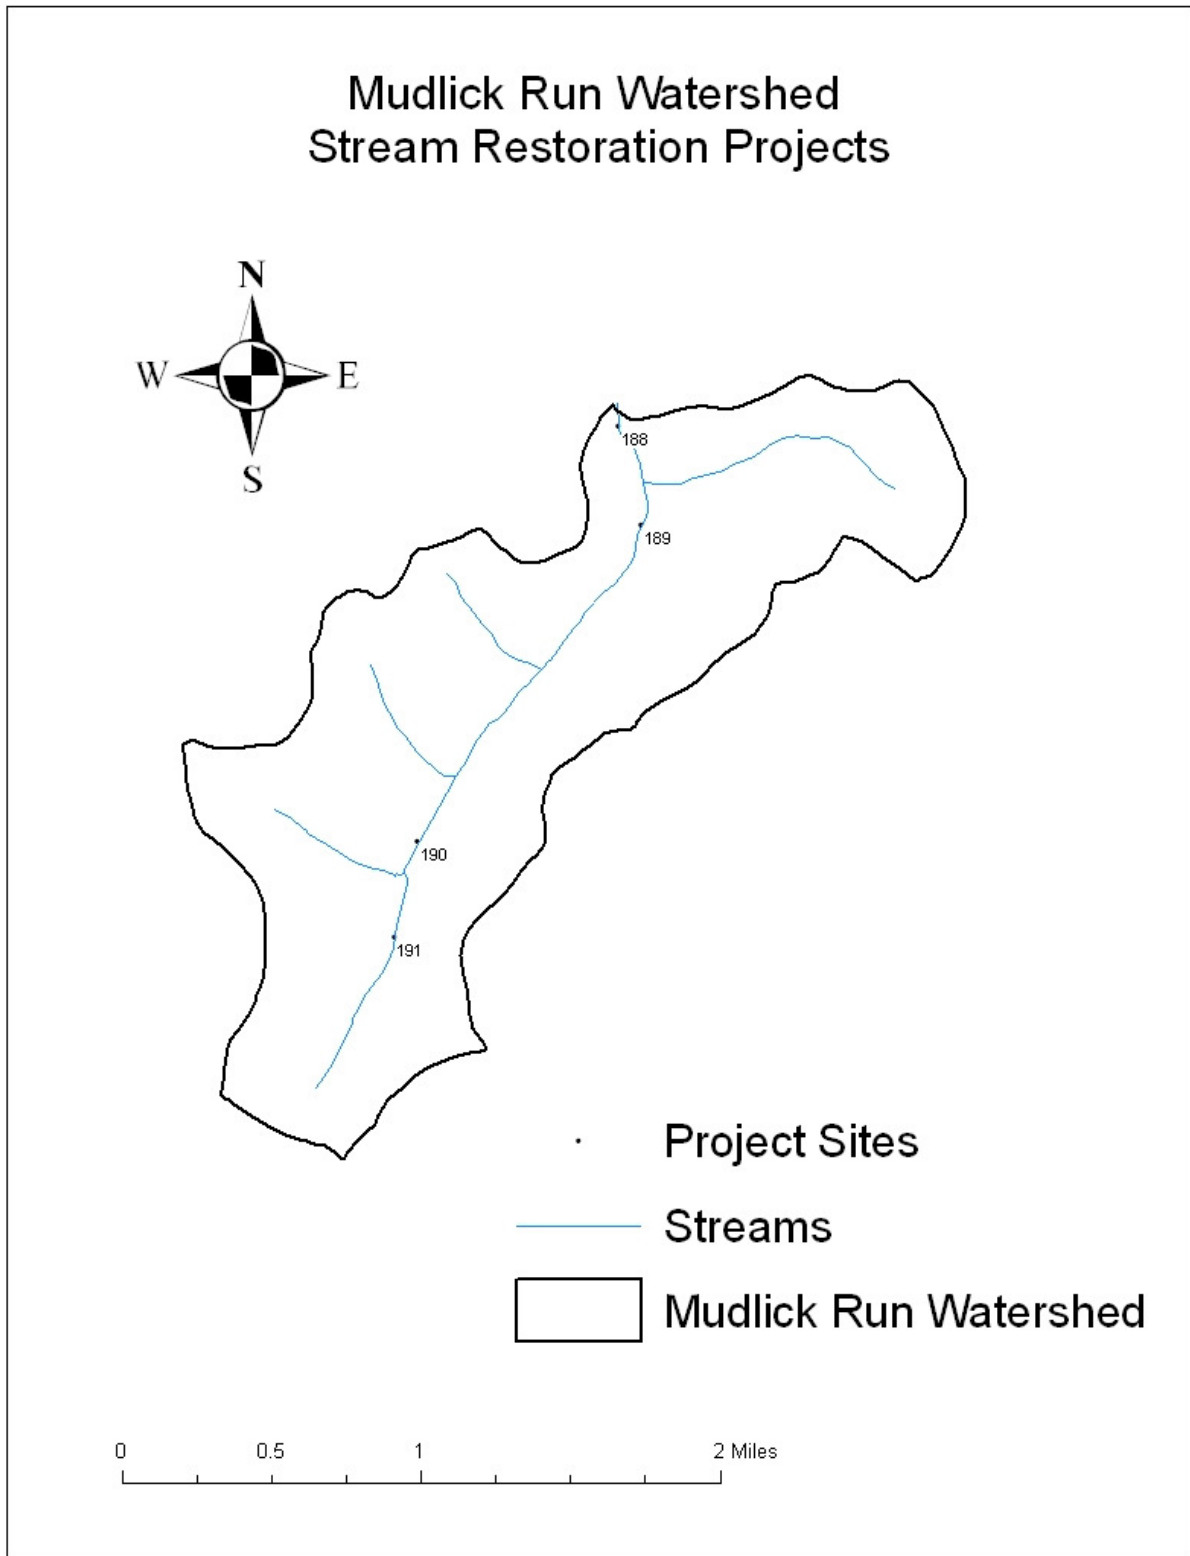 Mudlick Run Watershed
Stream Restoration Projects
N
W E
S
188
189
190
191
Project Sites
Streams
Mudlick Run Watershed
0 0.5 1 2 Miles